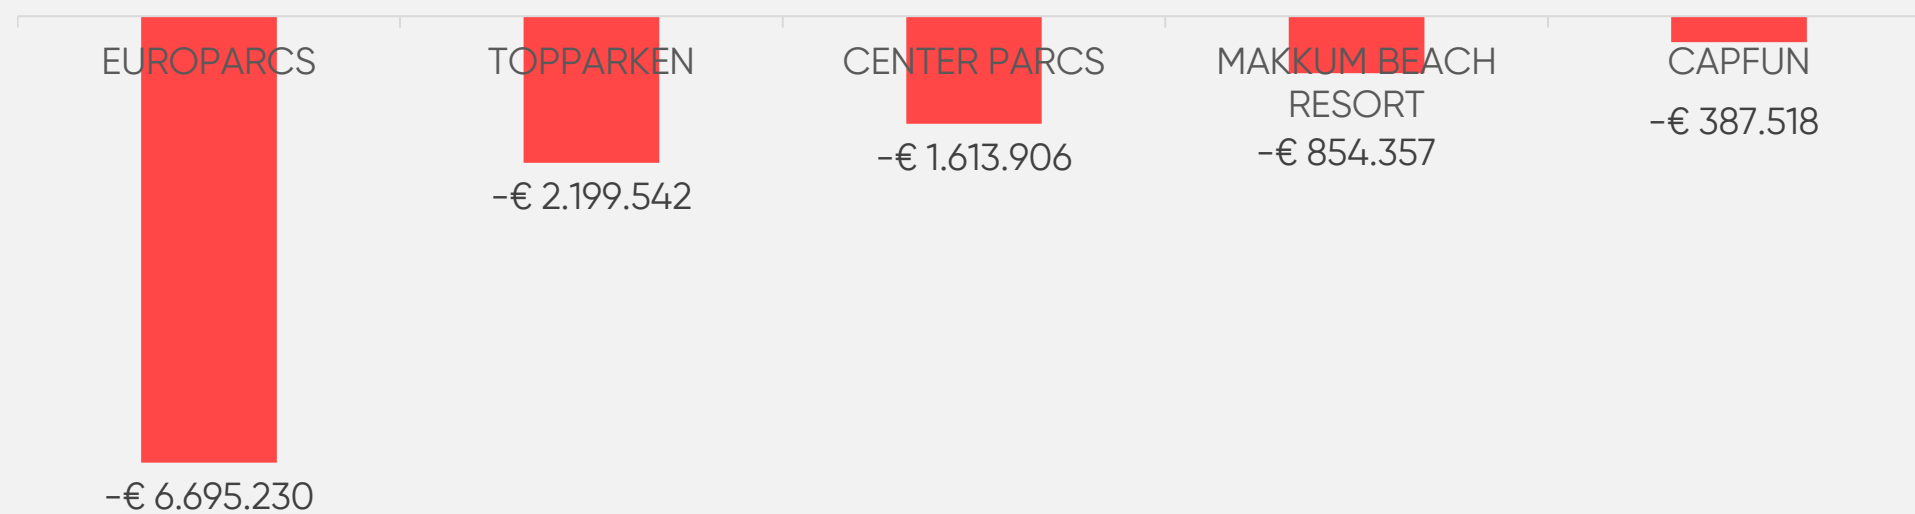 EUROPARCS
TOPPARKEN
CENTER PARCS
MAKKUM BEACH
RESORT
CAPFUN
-€ 6.695.230
-€ 2.199.542
-€ 1.613.906
-€ 854.357
-€ 387.518